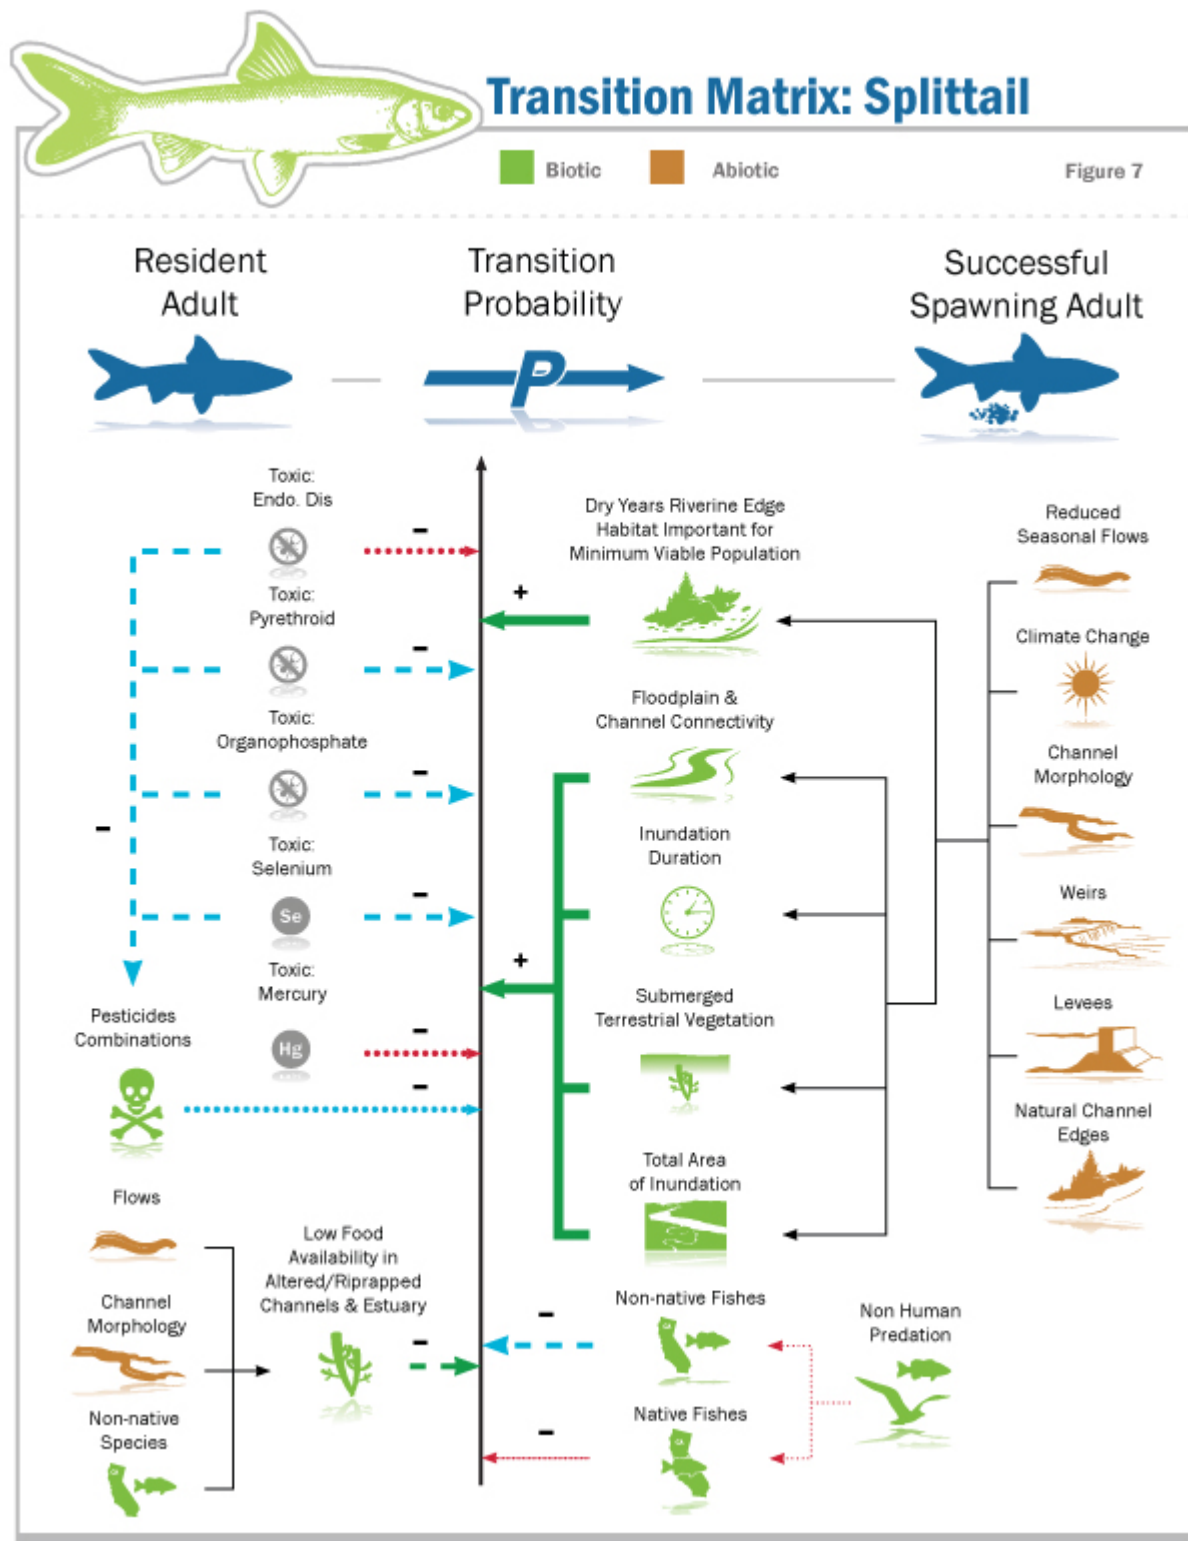 Transition Matrix: Splittail
Biotic
Abiotic
Figure 7
Resident
Adult
Transition
Probability
Successful
Spawning Adult
P
Toxic:
Endo. Dis
-
Toxic:
Pyrethroid
-
Toxic:
Organophosphate
-
-
Toxic:
Selenium
Se
-
Toxic:
Mercury
Hg
-
Pesticides
Combinations
-
Flows
Channel
Morphology
Non-native
Species
Low Food
Availability in
Altered/Riprapped
Channels & Estuary
-
Dry Years Riverine Edge
Habitat Important for
Minimum Viable Population
+
Floodplain &
Channel Connectivity
Inundation
Duration
+
Submerged
Terrestrial Vegetation
Total Area
of Inundation
Non-native Fishes
-
Native Fishes
-
Non Human
Predation
Reduced
Seasonal Flows
Climate Change
Channel
Morphology
Weirs
Levees
Natural Channel
Edges